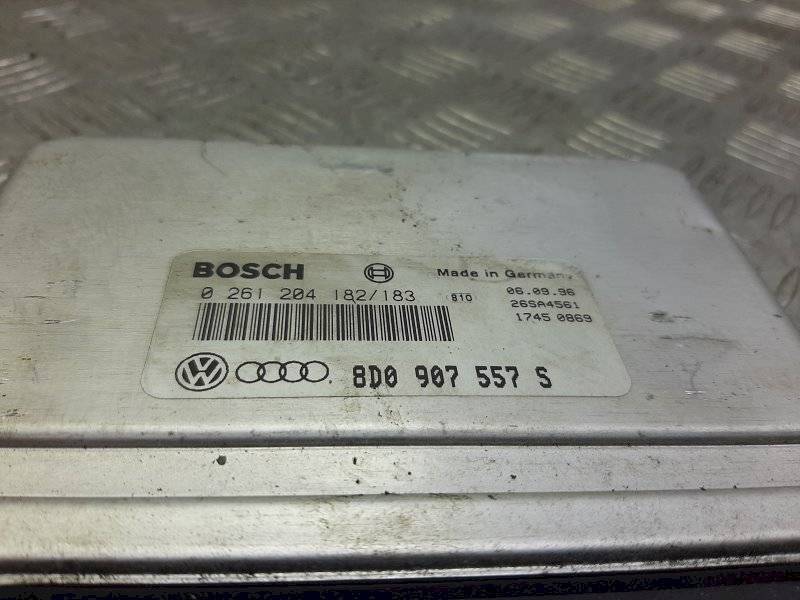 BOSCH
Made in Germany
0 261 204 182/183
810
06.09.96
26SA4561
1745 0869
VW
8D0 907 557 S